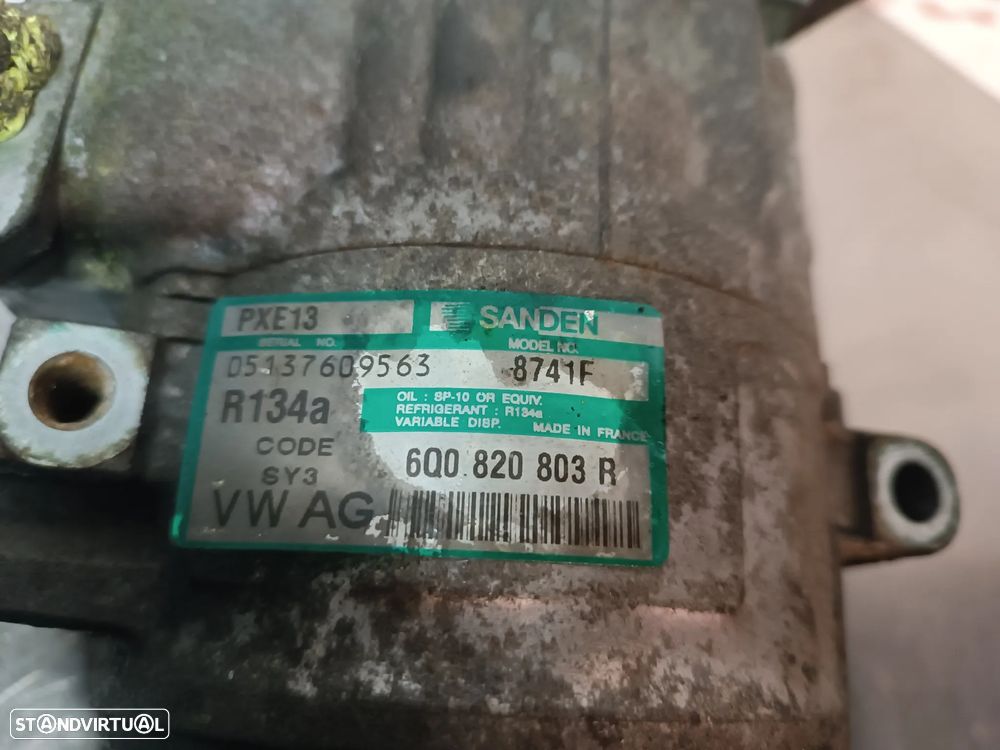 PXE13
SANDEN
SERIAL NO.
MODEL NO.
05137609563
8741F
R134a
OIL : SP-10 OR EQUIV.
REFRIGERANT : R134a
VARIABLE DISP.
MADE IN FRANCE
CODE
SY3
6Q0 820 803 R
VW AG
STANDVIRTUAL